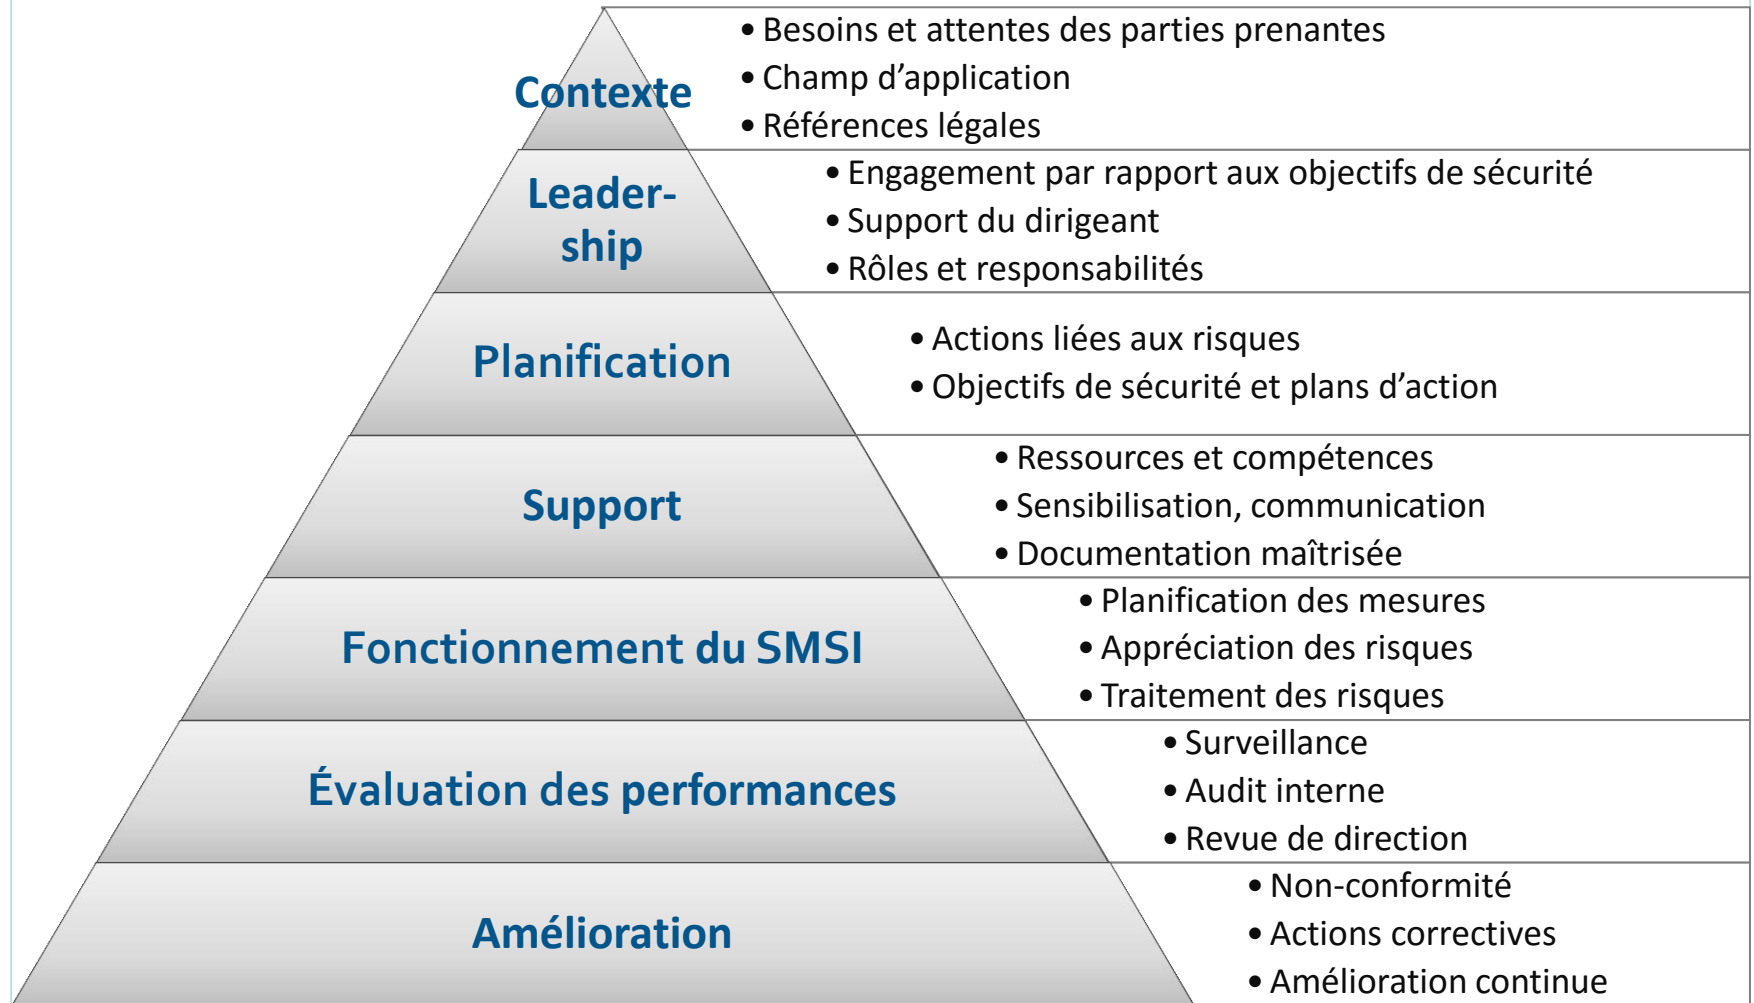 Contexte
• Besoins et attentes des parties prenantes
• Champ d’application
• Références légales
Leader-
ship
• Engagement par rapport aux objectifs de sécurité
• Support du dirigeant
• Rôles et responsabilités
Planification
• Actions liées aux risques
• Objectifs de sécurité et plans d’action
Support
• Ressources et compétences
• Sensibilisation, communication
• Documentation maîtrisée
Fonctionnement du SMSI
• Planification des mesures
• Appréciation des risques
• Traitement des risques
Évaluation des performances
• Surveillance
• Audit interne
• Revue de direction
Amélioration
• Non-conformité
• Actions correctives
• Amélioration continue